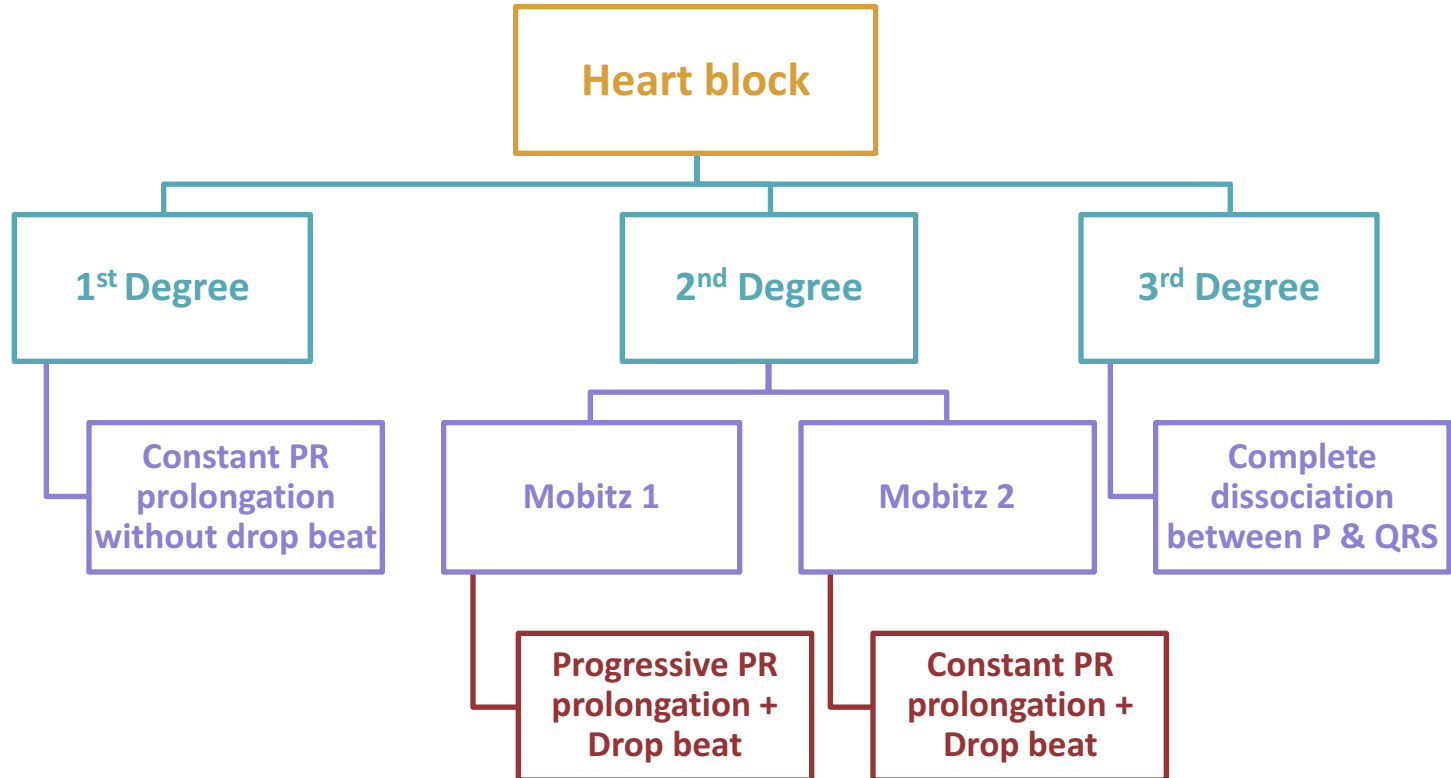 Heart block
1st Degree
2nd Degree
3rd Degree
Constant PR
prolongation
without drop beat
Mobitz 1
Mobitz 2
Complete
dissociation
between P & QRS
Progressive PR
prolongation +
Drop beat
Constant PR
prolongation +
Drop beat